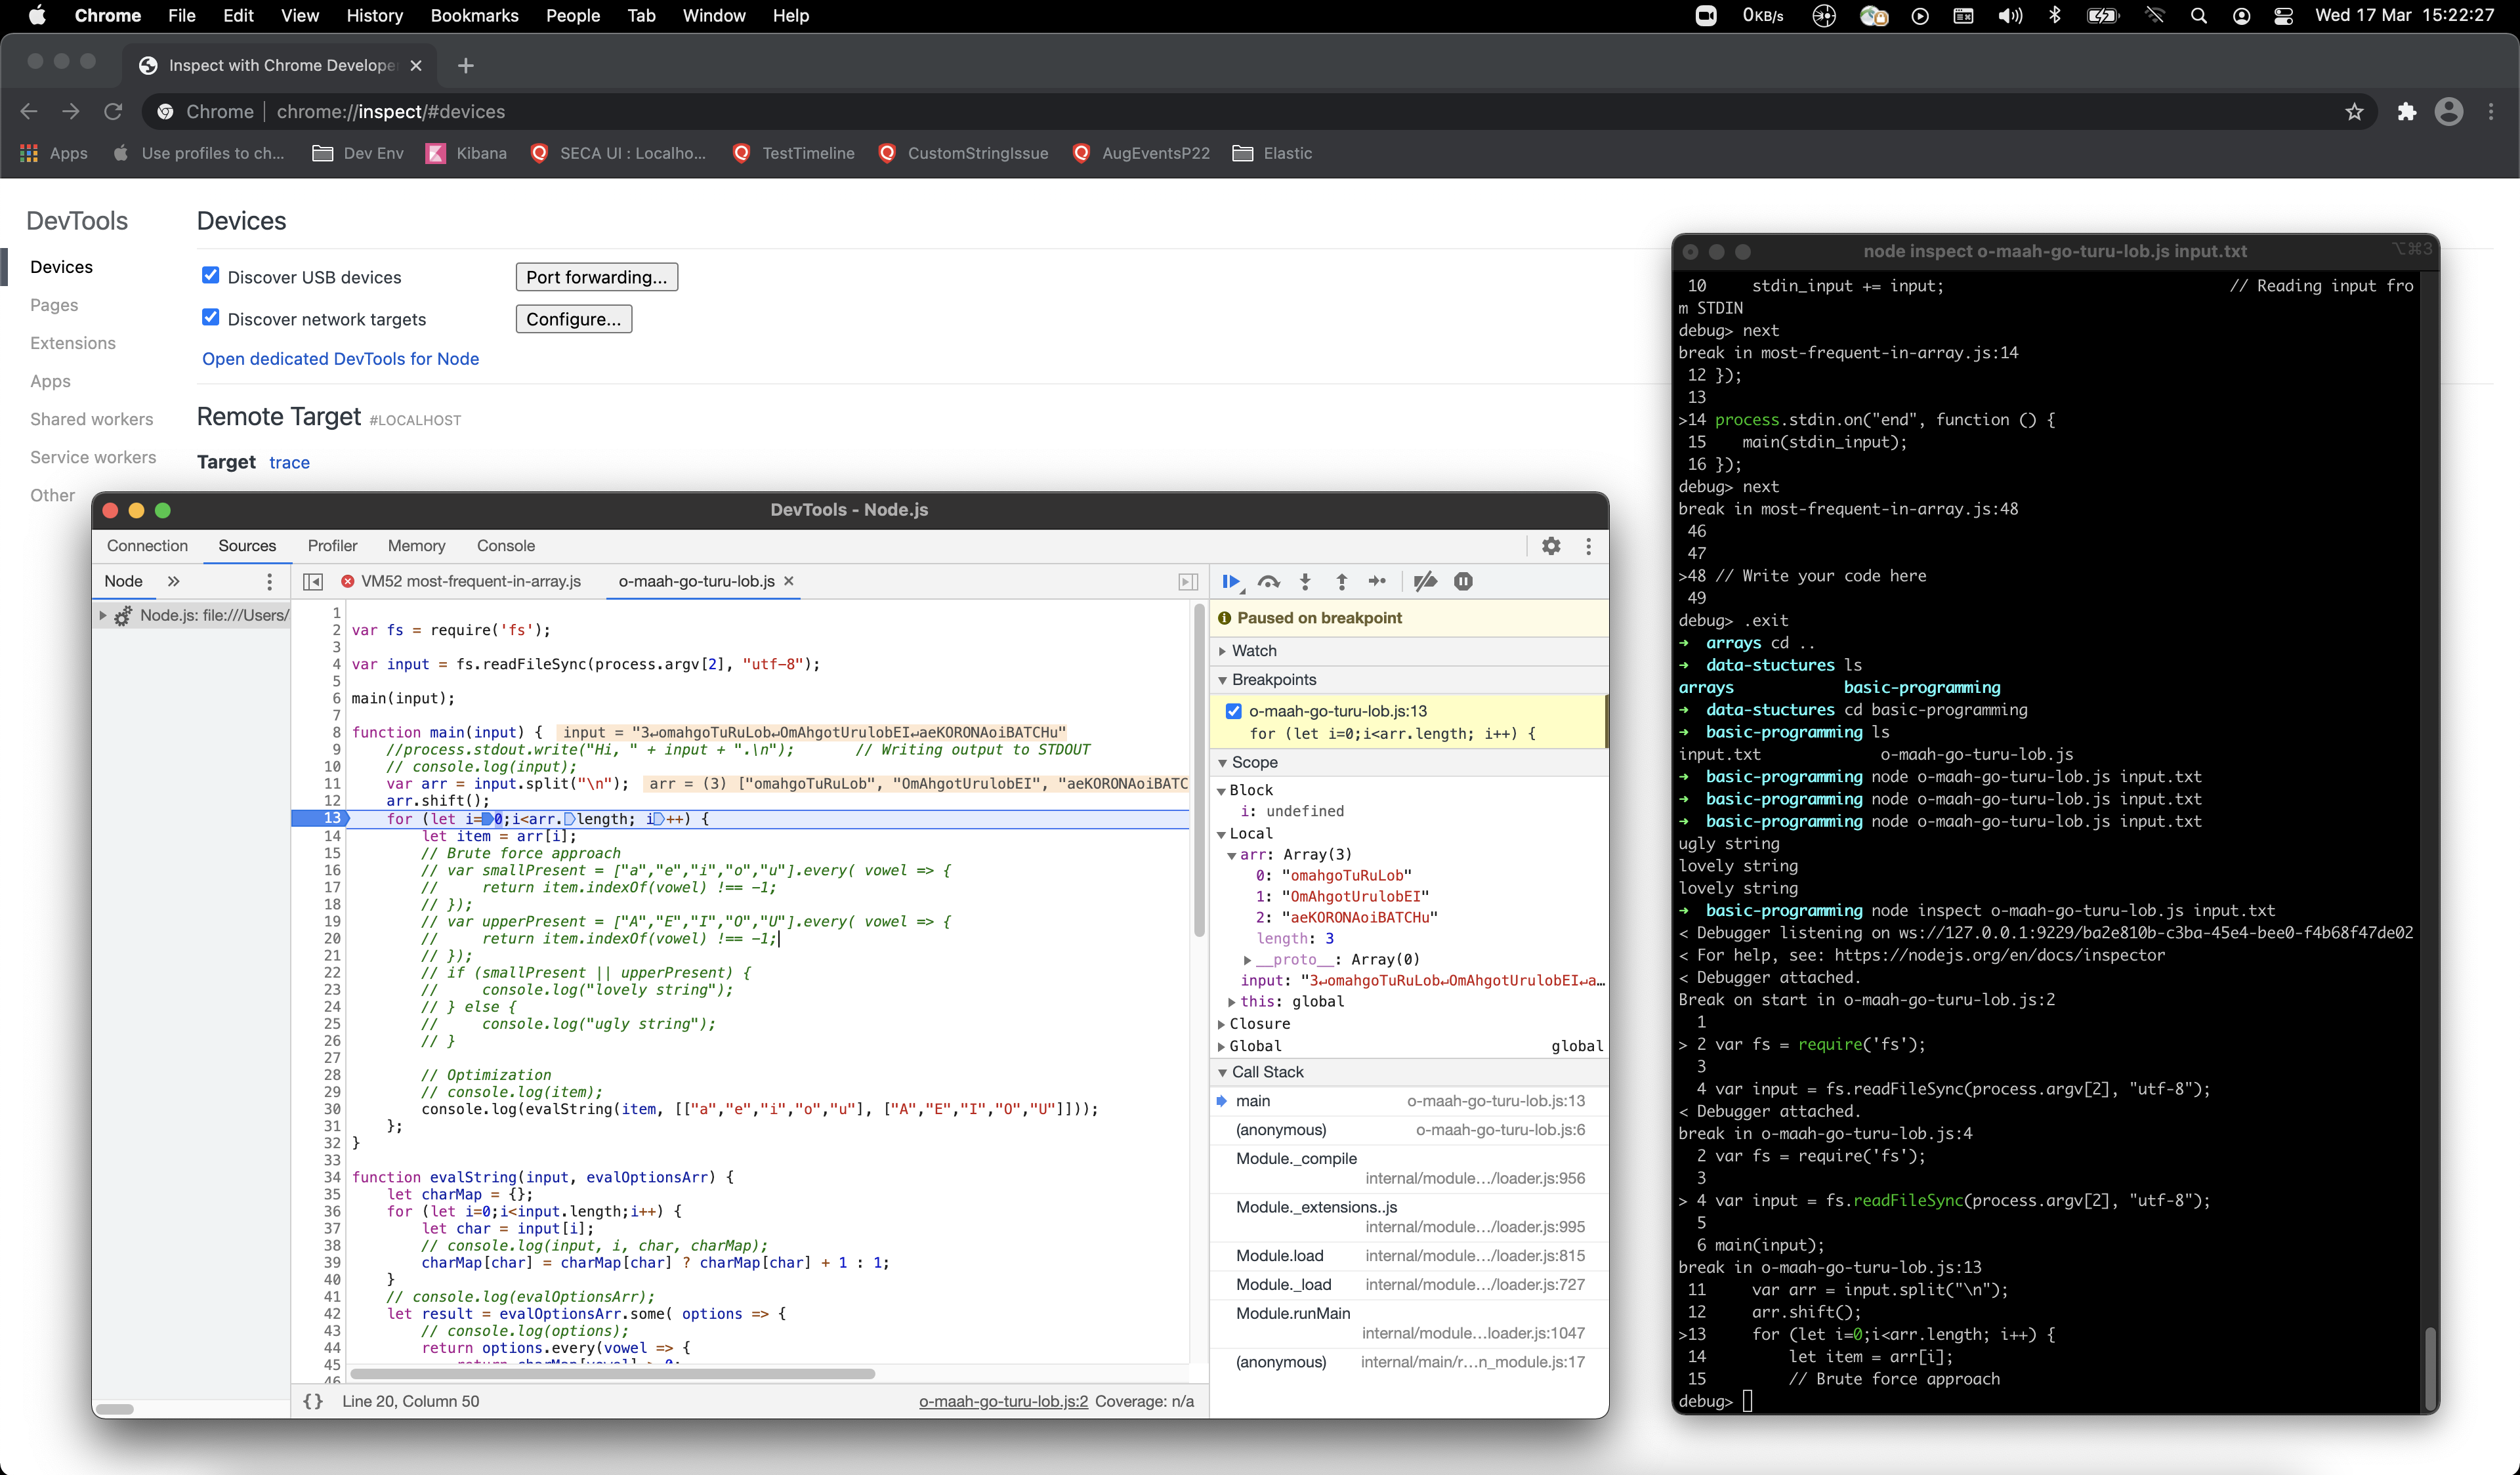 Chrome File Edit View History Bookmarks People Tab Window Help 0KB/s Wed 17 Mar 15:22:27
Inspect with Chrome Develope
Chrome | chrome://inspect/#devices
Apps Use profiles to ch... Dev Env Kibana SECA UI : Localho... TestTimeline CustomStringIssue AugEventsP22 Elastic
DevTools
Devices
Pages
Extensions
Apps
Shared workers
Service workers
Other
Devices
Discover USB devices Port forwarding...
Discover network targets Configure...
Open dedicated DevTools for Node
Remote Target #LOCALHOST
Target trace
DevTools - Node.js
Connection Sources Profiler Memory Console
Node »
Node.js: file:///Users/
VM52 most-frequent-in-array.js o-maah-go-turu-lob.js
1
2 var fs = require('fs');
3
4 var input = fs.readFileSync(process.argv[2], "utf-8");
5
6 main(input);
7
8 function main(input) { input = "3↵omahgoTuRuLob↵OmAhgotUrulobEI↵aeKORONAoiBATCHu"
9 //process.stdout.write("Hi, " + input + ".\n"); // Writing output to STDOUT
10 // console.log(input);
11 var arr = input.split("\n"); arr = (3) ["omahgoTuRuLob", "OmAhgotUrulobEI", "aeKORONAoiBATC
12 arr.shift();
13 for (let i=0;i<arr.length; i++) {
14 let item = arr[i];
15 // Brute force approach
16 // var smallPresent = ["a","e","i","o","u"].every( vowel => {
17 // return item.indexOf(vowel) !== -1;
18 // });
19 // var upperPresent = ["A","E","I","O","U"].every( vowel => {
20 // return item.indexOf(vowel) !== -1;
21 // });
22 // if (smallPresent || upperPresent) {
23 // console.log("lovely string");
24 // } else {
25 // console.log("ugly string");
26 // }
27
28 // Optimization
29 // console.log(item);
30 console.log(evalString(item, [["a","e","i","o","u"], ["A","E","I","O","U"]]));
31 };
32 }
33
34 function evalString(input, evalOptionsArr) {
35 let charMap = {};
36 for (let i=0;i<input.length;i++) {
37 let char = input[i];
38 // console.log(input, i, char, charMap);
39 charMap[char] = charMap[char] ? charMap[char] + 1 : 1;
40 }
41 // console.log(evalOptionsArr);
42 let result = evalOptionsArr.some( options => {
43 // console.log(options);
44 return options.every(vowel => {
45
46
{} Line 20, Column 50 o-maah-go-turu-lob.js:2 Coverage: n/a
Paused on breakpoint
Watch
Breakpoints
o-maah-go-turu-lob.js:13
for (let i=0;i<arr.length; i++) {
Scope
Block
i: undefined
Local
arr: Array(3)
0: "omahgoTuRuLob"
1: "OmAhgotUrulobEI"
2: "aeKORONAoiBATCHu"
length: 3
__proto__: Array(0)
input: "3↵omahgoTuRuLob↵OmAhgotUrulobEI↵a…
this: global
Closure
Global global
Call Stack
main o-maah-go-turu-lob.js:13
(anonymous) o-maah-go-turu-lob.js:6
Module._compile
internal/module…/loader.js:956
Module._extensions..js
internal/module…/loader.js:995
Module.load internal/module…/loader.js:815
Module._load internal/module…/loader.js:727
Module.runMain
internal/module…loader.js:1047
(anonymous) internal/main/r…n_module.js:17
node inspect o-maah-go-turu-lob.js input.txt ⌥⌘3
10 stdin_input += input; // Reading input fro
m STDIN
debug> next
break in most-frequent-in-array.js:14
12 });
13
>14 process.stdin.on("end", function () {
15 main(stdin_input);
16 });
debug> next
break in most-frequent-in-array.js:48
46
47
>48 // Write your code here
49
debug> .exit
➜ arrays cd ..
➜ data-stuctures ls
arrays basic-programming
➜ data-stuctures cd basic-programming
➜ basic-programming ls
input.txt o-maah-go-turu-lob.js
➜ basic-programming node o-maah-go-turu-lob.js input.txt
➜ basic-programming node o-maah-go-turu-lob.js input.txt
➜ basic-programming node o-maah-go-turu-lob.js input.txt
ugly string
lovely string
lovely string
➜ basic-programming node inspect o-maah-go-turu-lob.js input.txt
< Debugger listening on ws://127.0.0.1:9229/ba2e810b-c3ba-45e4-bee0-f4b68f47de02
< For help, see: https://nodejs.org/en/docs/inspector
< Debugger attached.
Break on start in o-maah-go-turu-lob.js:2
1
> 2 var fs = require('fs');
3
4 var input = fs.readFileSync(process.argv[2], "utf-8");
< Debugger attached.
break in o-maah-go-turu-lob.js:4
2 var fs = require('fs');
3
> 4 var input = fs.readFileSync(process.argv[2], "utf-8");
5
6 main(input);
break in o-maah-go-turu-lob.js:13
11 var arr = input.split("\n");
12 arr.shift();
>13 for (let i=0;i<arr.length; i++) {
14 let item = arr[i];
15 // Brute force approach
debug>